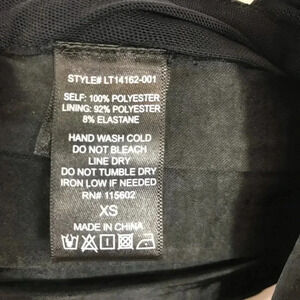 STYLE# LT14162-001
SELF: 100% POLYESTER
LINING: 92% POLYESTER
8% ELASTANE
HAND WASH COLD
DO NOT BLEACH
LINE DRY
DO NOT TUMBLE DRY
IRON LOW IF NEEDED
RN# 115602
XS
MADE IN CHINA